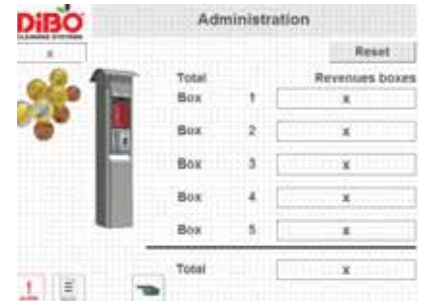 DiBO
CLEANING SYSTEMS
Administration
x
Reset
Total Revenues boxes
Box 1 x
Box 2 x
Box 3 x
Box 4 x
Box 5 x
Total x